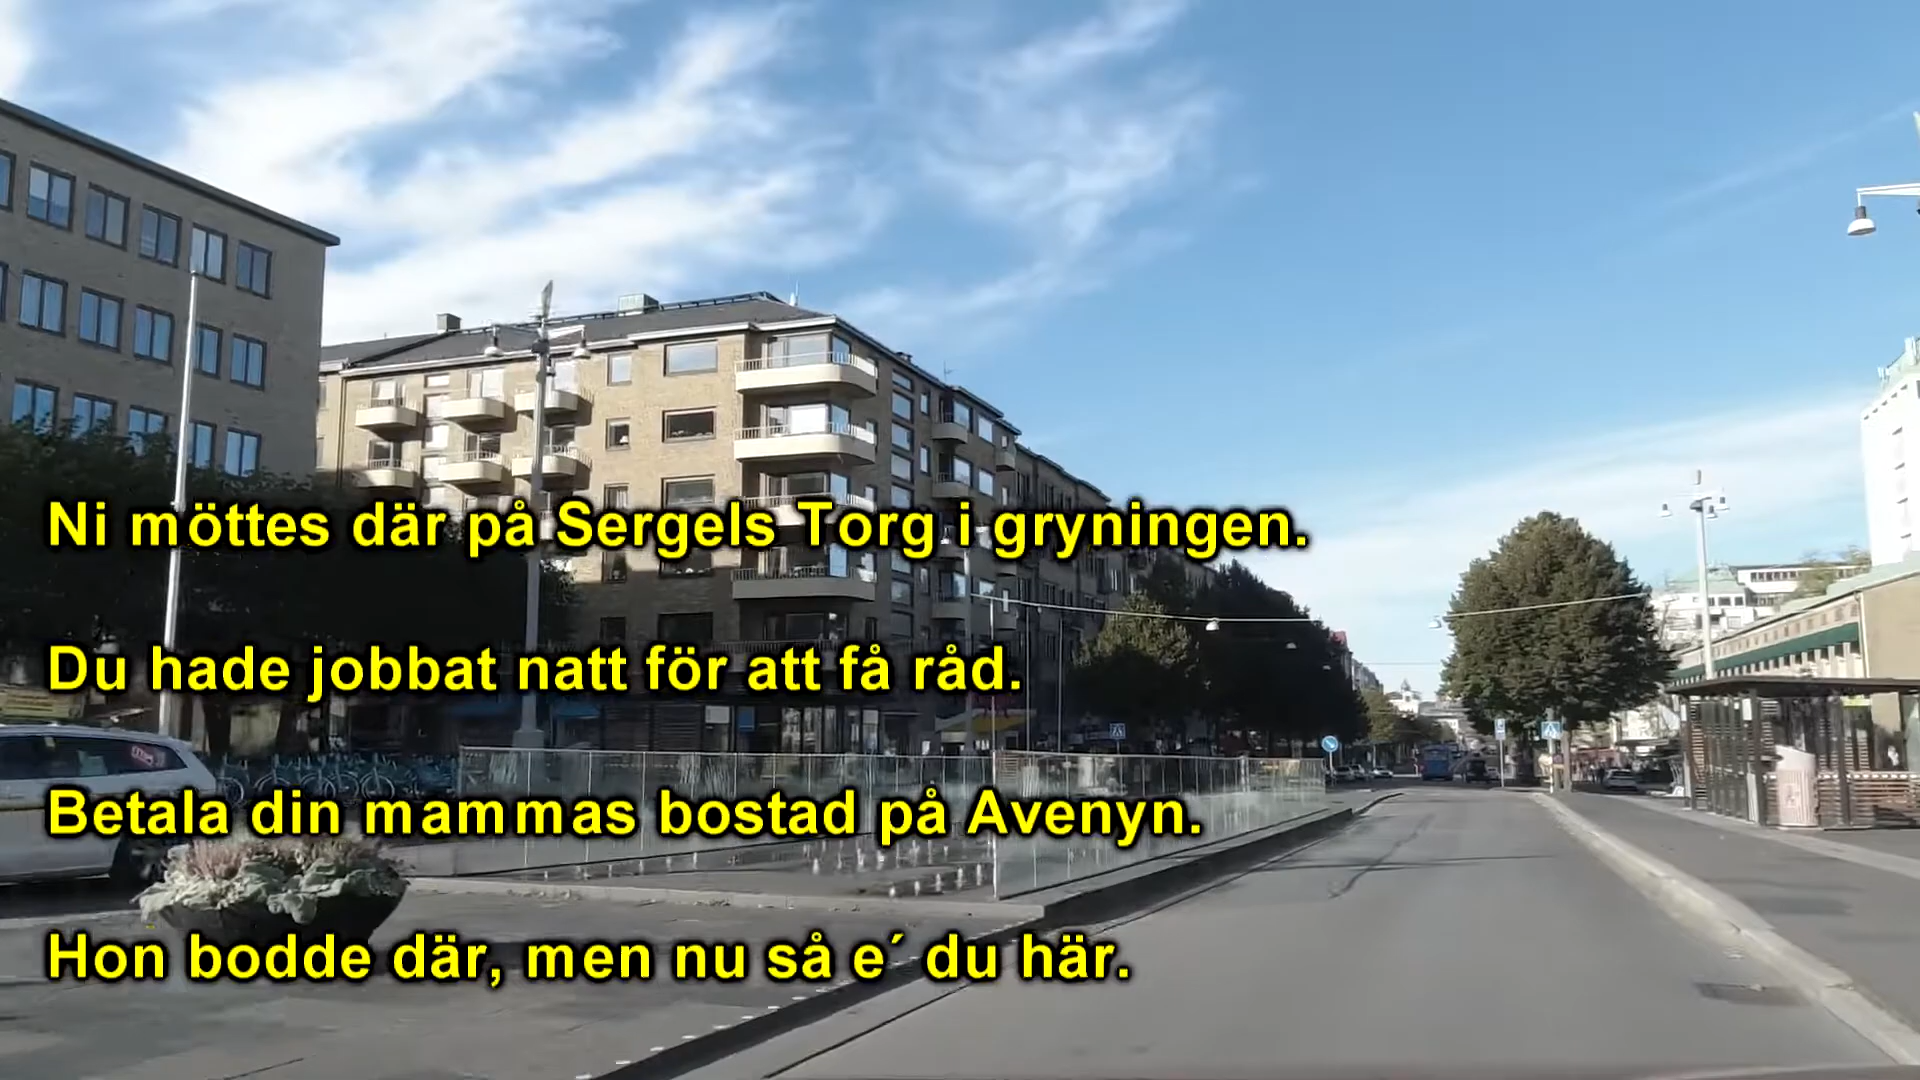 Ni möttes där på Sergels Torg i gryningen.
Du hade jobbat natt för att få råd.
Betala din mammas bostad på Avenyn.
Hon bodde där, men nu så e´ du här.